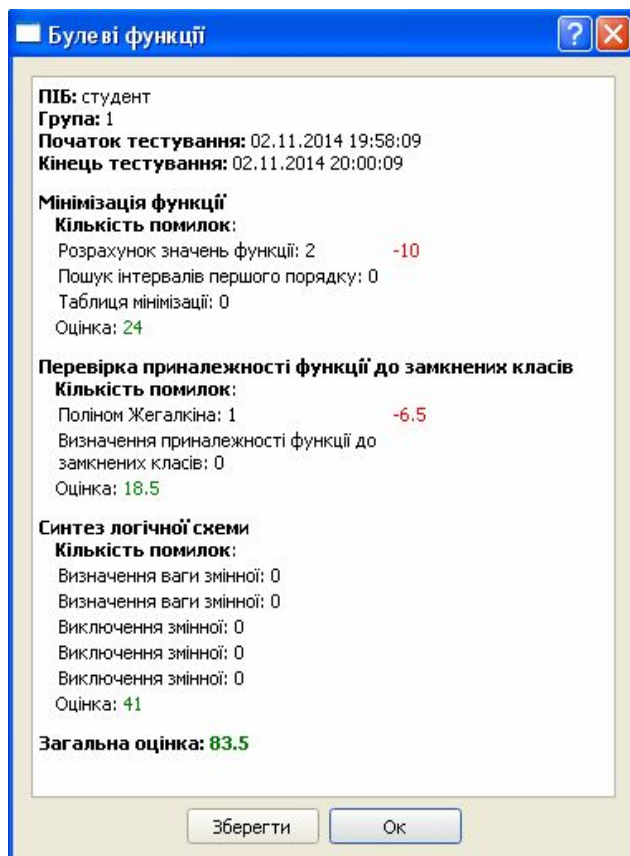 Булеві функції
ПІБ: студент
Група: 1
Початок тестування: 02.11.2014 19:58:09
Кінець тестування: 02.11.2014 20:00:09
Мінімізація функції
Кількість помилок:
Розрахунок значень функції: 2 -10
Пошук інтервалів першого порядку: 0
Таблиця мінімізації: 0
Оцінка: 24
Перевірка приналежності функції до замкнених класів
Кількість помилок:
Поліном Жегалкіна: 1 -6.5
Визначення приналежності функції до
замкнених класів: 0
Оцінка: 18.5
Синтез логічної схеми
Кількість помилок:
Визначення ваги змінної: 0
Визначення ваги змінної: 0
Виключення змінної: 0
Виключення змінної: 0
Виключення змінної: 0
Оцінка: 41
Загальна оцінка: 83.5
Зберегти Ок